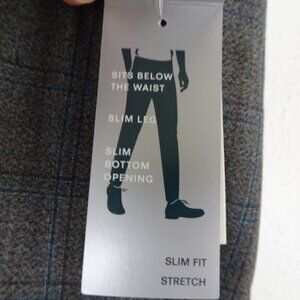 SITS BELOW
THE WAIST
SLIM LEG
SLIM
BOTTOM
OPENING
SLIM FIT
STRETCH